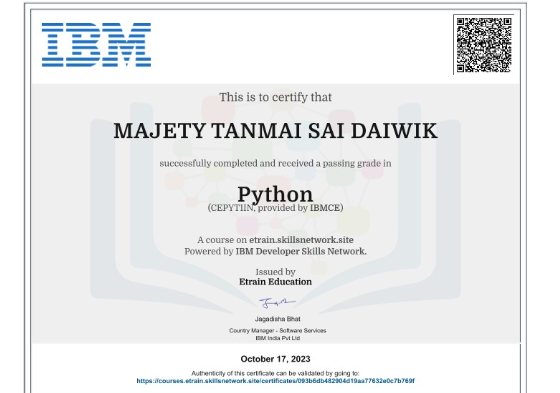 IBM
This is to certify that
MAJETY TANMAI SAI DAIWIK
successfully completed and received a passing grade in
Python
(CEPYT1IN, provided by IBMCE)
A course on etrain.skillsnetwork.site
Powered by IBM Developer Skills Network.
Issued by
Etrain Education
Jagadisha Bhat
Country Manager - Software Services
IBM India Pvt Ltd
October 17, 2023
Authenticity of this certificate can be validated by going to:
https://courses.etrain.skillsnetwork.site/certificates/093b6db482904d19aa77632e0c7b769f